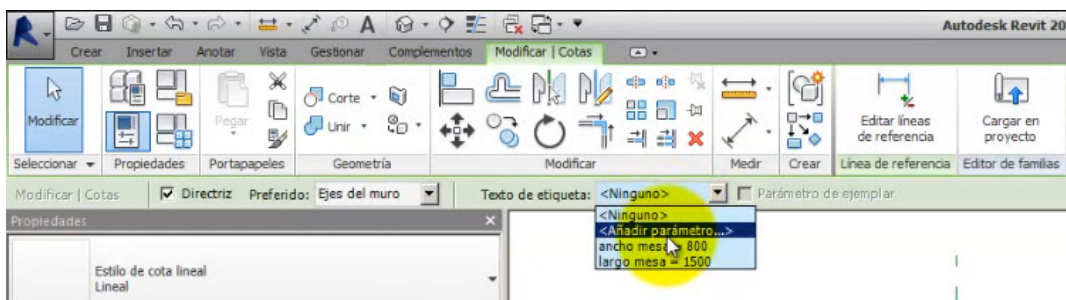 Autodesk Revit 20
Crear Insertar Anotar Vista Gestionar Complementos Modificar | Cotas
Modificar
Pegar
Corte
Unir
Editar líneas
de referencia
Cargar en
proyecto
Seleccionar Propiedades Portapapeles Geometría Modificar Medir Crear Línea de referencia Editor de familias
Modificar | Cotas Directriz Preferido: Ejes del muro Texto de etiqueta: <Ninguno> Parámetro de ejemplar
<Ninguno>
<Añadir parámetro...>
ancho mesa = 800
largo mesa = 1500
Propiedades
Estilo de cota lineal
Lineal